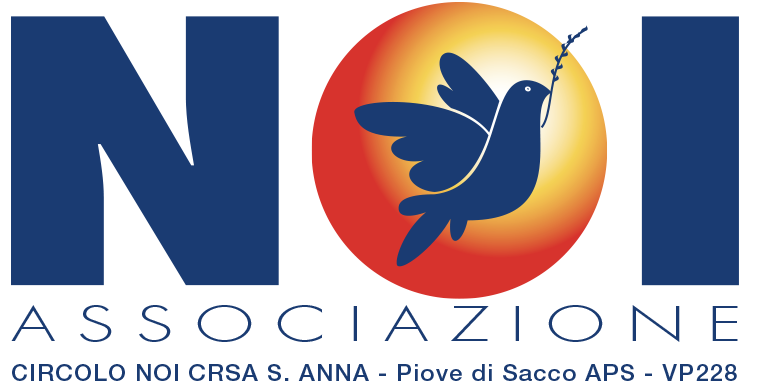 NOI
ASSOCIAZIONE
CIRCOLO NOI CRSA S. ANNA - Piove di Sacco APS - VP228